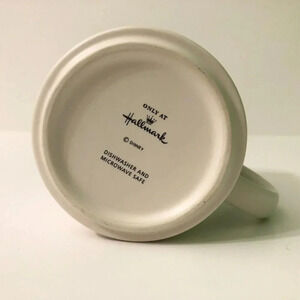 ONLY AT
Hallmark
© DISNEY
DISHWASHER AND
MICROWAVE SAFE